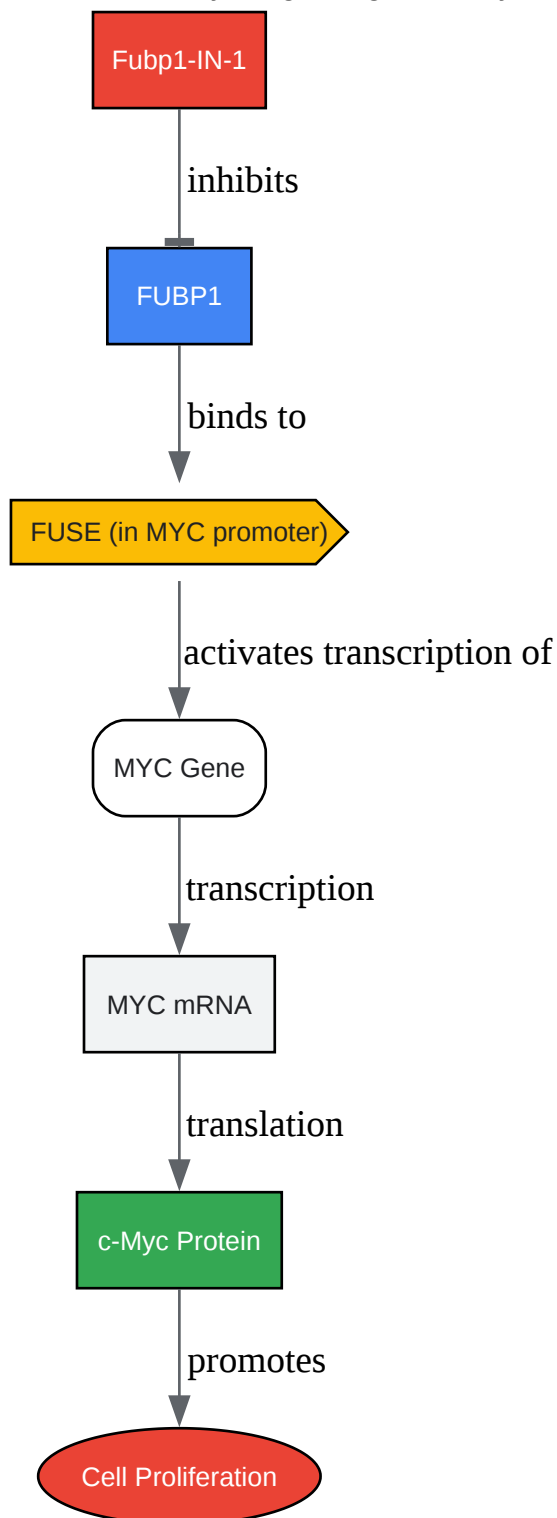 Fubp1-IN-1
inhibits
FUBP1
binds to
FUSE (in MYC promoter)
activates transcription of
MYC Gene
transcription
MYC mRNA
translation
c-Myc Protein
promotes
Cell Proliferation